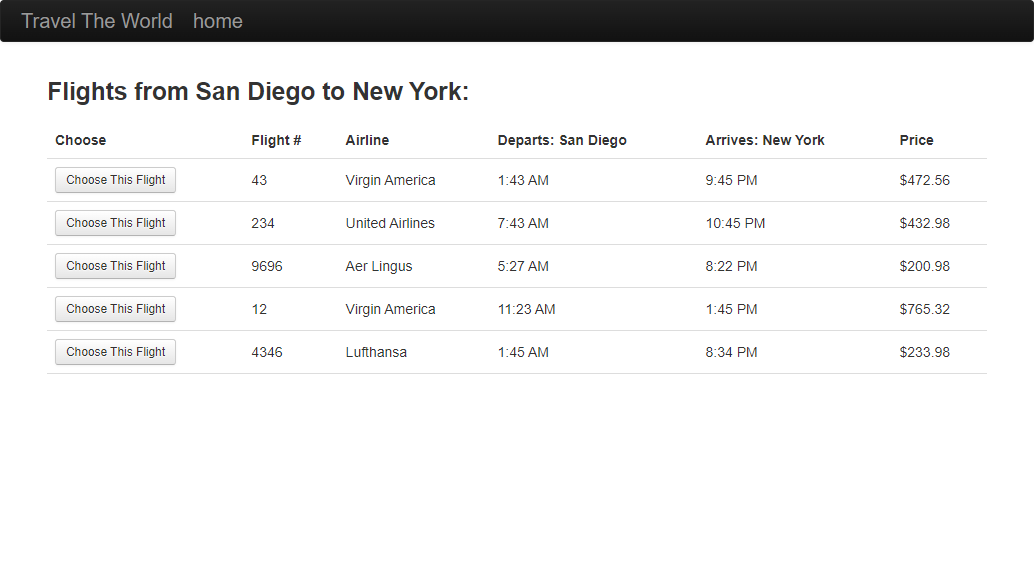 Travel The World home
Flights from San Diego to New York:
Choose Flight # Airline Departs: San Diego Arrives: New York Price
Choose This Flight 43 Virgin America 1:43 AM 9:45 PM $472.56
Choose This Flight 234 United Airlines 7:43 AM 10:45 PM $432.98
Choose This Flight 9696 Aer Lingus 5:27 AM 8:22 PM $200.98
Choose This Flight 12 Virgin America 11:23 AM 1:45 PM $765.32
Choose This Flight 4346 Lufthansa 1:45 AM 8:34 PM $233.98